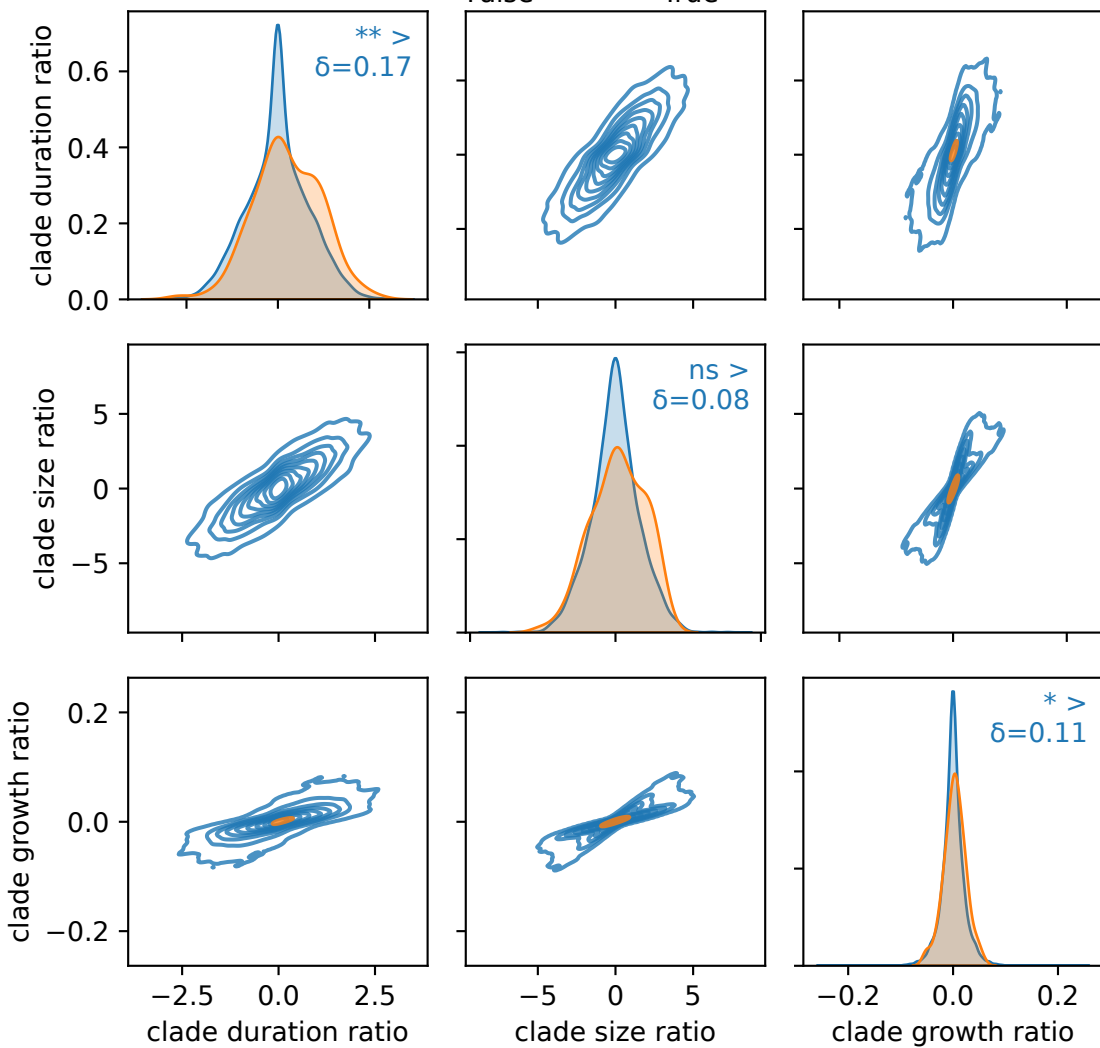 clade duration ratio
0.6
0.4
0.2
0.0
** >
δ=0.17
clade size ratio
5
0
−5
ns >
δ=0.08
clade growth ratio
0.2
0.0
−0.2
* >
δ=0.11
−2.5 0.0 2.5
−5 0 5
−0.2 0.0 0.2
clade duration ratio
clade size ratio
clade growth ratio